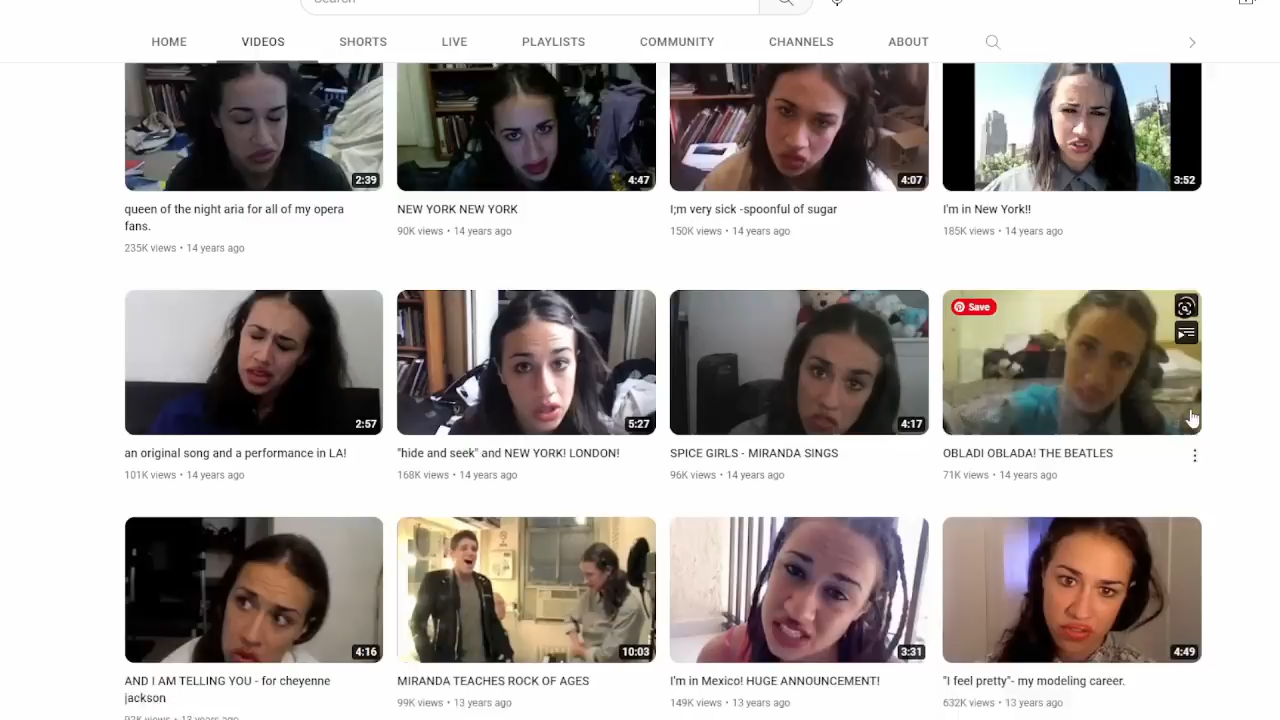 Search
HOME VIDEOS SHORTS LIVE PLAYLISTS COMMUNITY CHANNELS ABOUT
2:39 4:47 4:07 3:52
queen of the night aria for all of my opera
fans.
235K views • 14 years ago
NEW YORK NEW YORK
90K views • 14 years ago
I;m very sick -spoonful of sugar
150K views • 14 years ago
I'm in New York!!
185K views • 14 years ago
Save
2:57 5:27 4:17
an original song and a performance in LA!
101K views • 14 years ago
"hide and seek" and NEW YORK! LONDON!
168K views • 14 years ago
SPICE GIRLS - MIRANDA SINGS
96K views • 14 years ago
OBLADI OBLADA! THE BEATLES
71K views • 14 years ago
4:16 10:03 3:31 4:49
AND I AM TELLING YOU - for cheyenne
jackson
92K views • 13 years ago
MIRANDA TEACHES ROCK OF AGES
99K views • 13 years ago
I'm in Mexico! HUGE ANNOUNCEMENT!
149K views • 13 years ago
"I feel pretty"- my modeling career.
632K views • 13 years ago